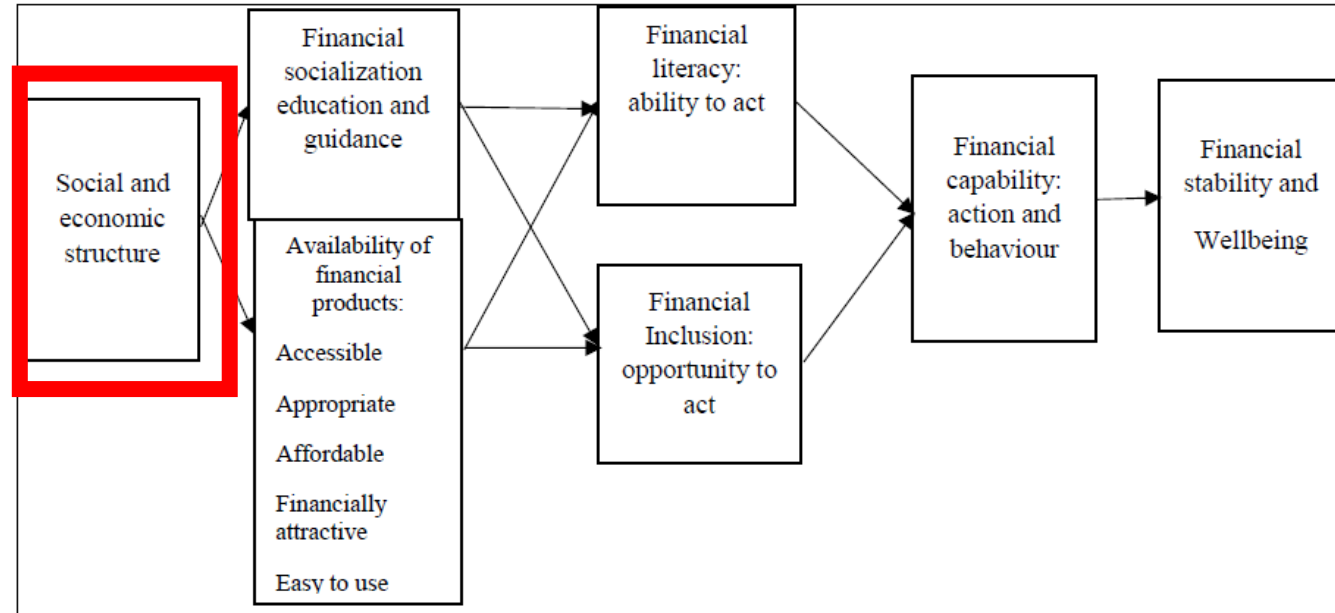 Social and
economic
structure
Financial
socialization
education and
guidance
Availability of
financial
products:
Accessible
Appropriate
Affordable
Financially
attractive
Easy to use
Financial
literacy:
ability to act
Financial
Inclusion:
opportunity to
act
Financial
capability:
action and
behaviour
Financial
stability and
Wellbeing